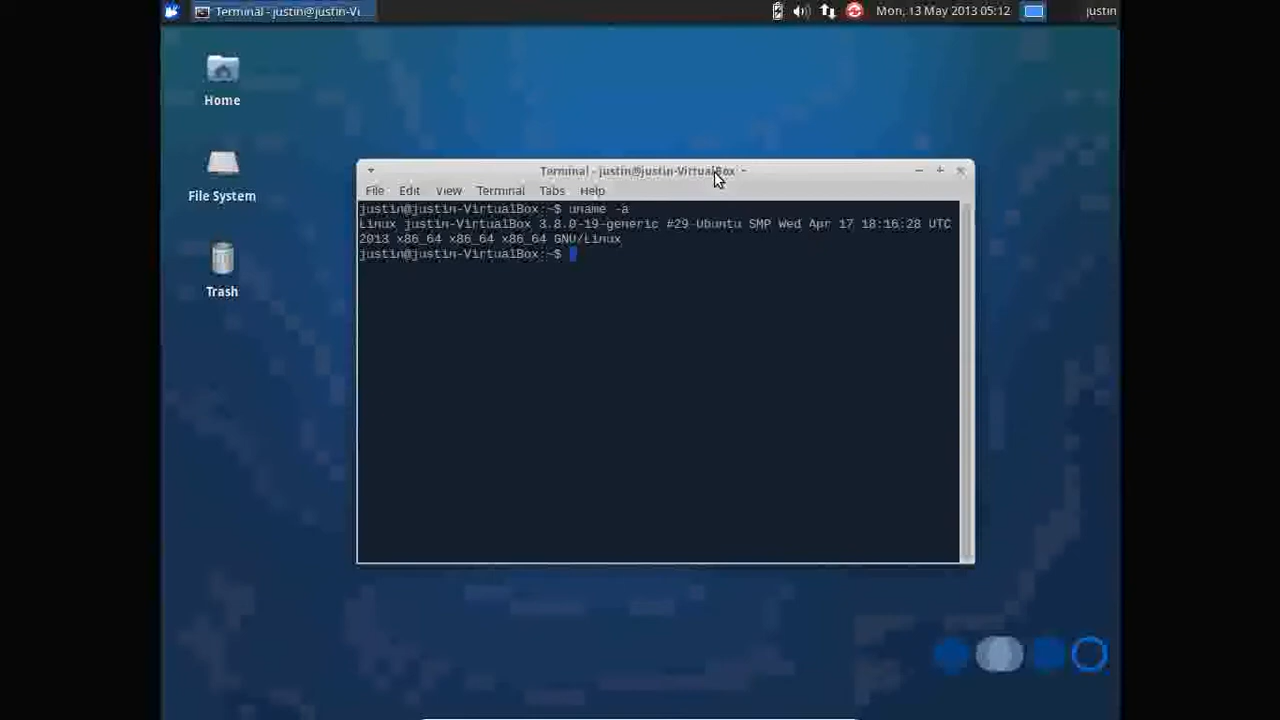 Terminal - justin@justin-Vi...
Mon, 13 May 2013 05:12
justin
Home
File System
Trash
Terminal - justin@justin-VirtualBox: ~
File Edit View Terminal Tabs Help
justin@justin-VirtualBox:~$ uname -a
Linux justin-VirtualBox 3.8.0-19-generic #29-Ubuntu SMP Wed Apr 17 18:16:28 UTC
2013 x86_64 x86_64 x86_64 GNU/Linux
justin@justin-VirtualBox:~$